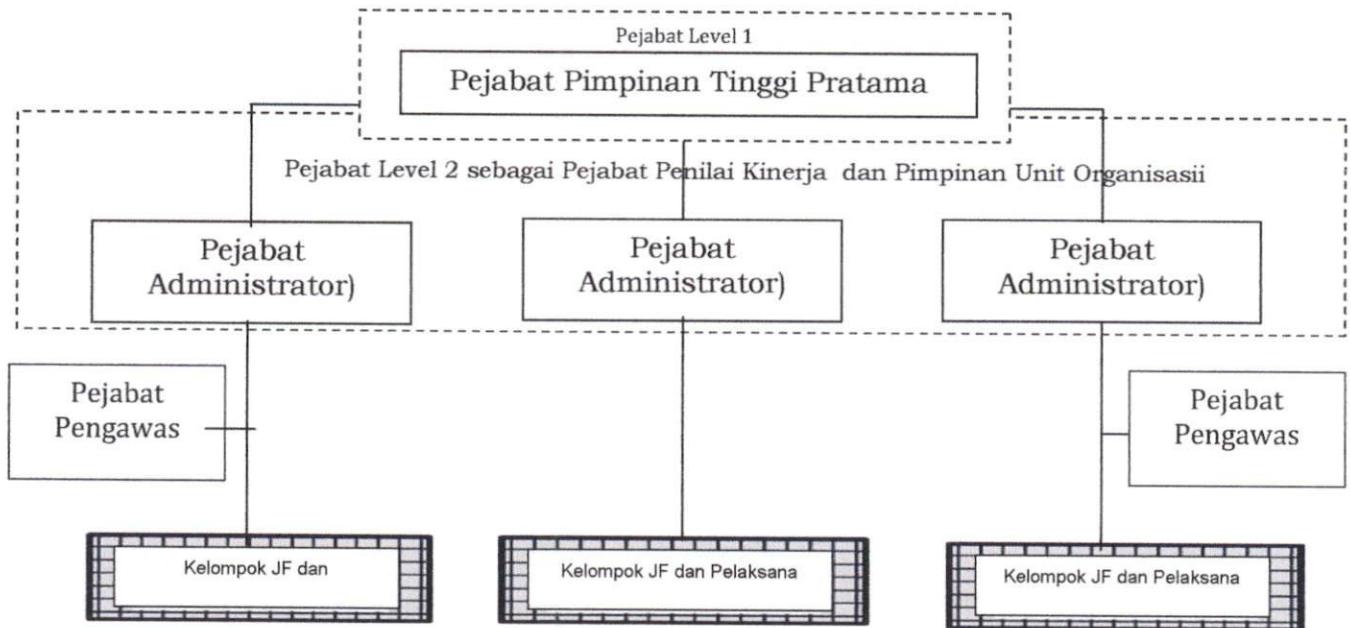 Pejabat Level 1
Pejabat Pimpinan Tinggi Pratama
Pejabat Level 2 sebagai Pejabat Penilai Kinerja dan Pimpinan Unit Organisasii
Pejabat
Administrator)
Pejabat
Administrator)
Pejabat
Administrator)
Pejabat
Pengawas
Pejabat
Pengawas
Kelompok JF dan
Kelompok JF dan Pelaksana
Kelompok JF dan Pelaksana